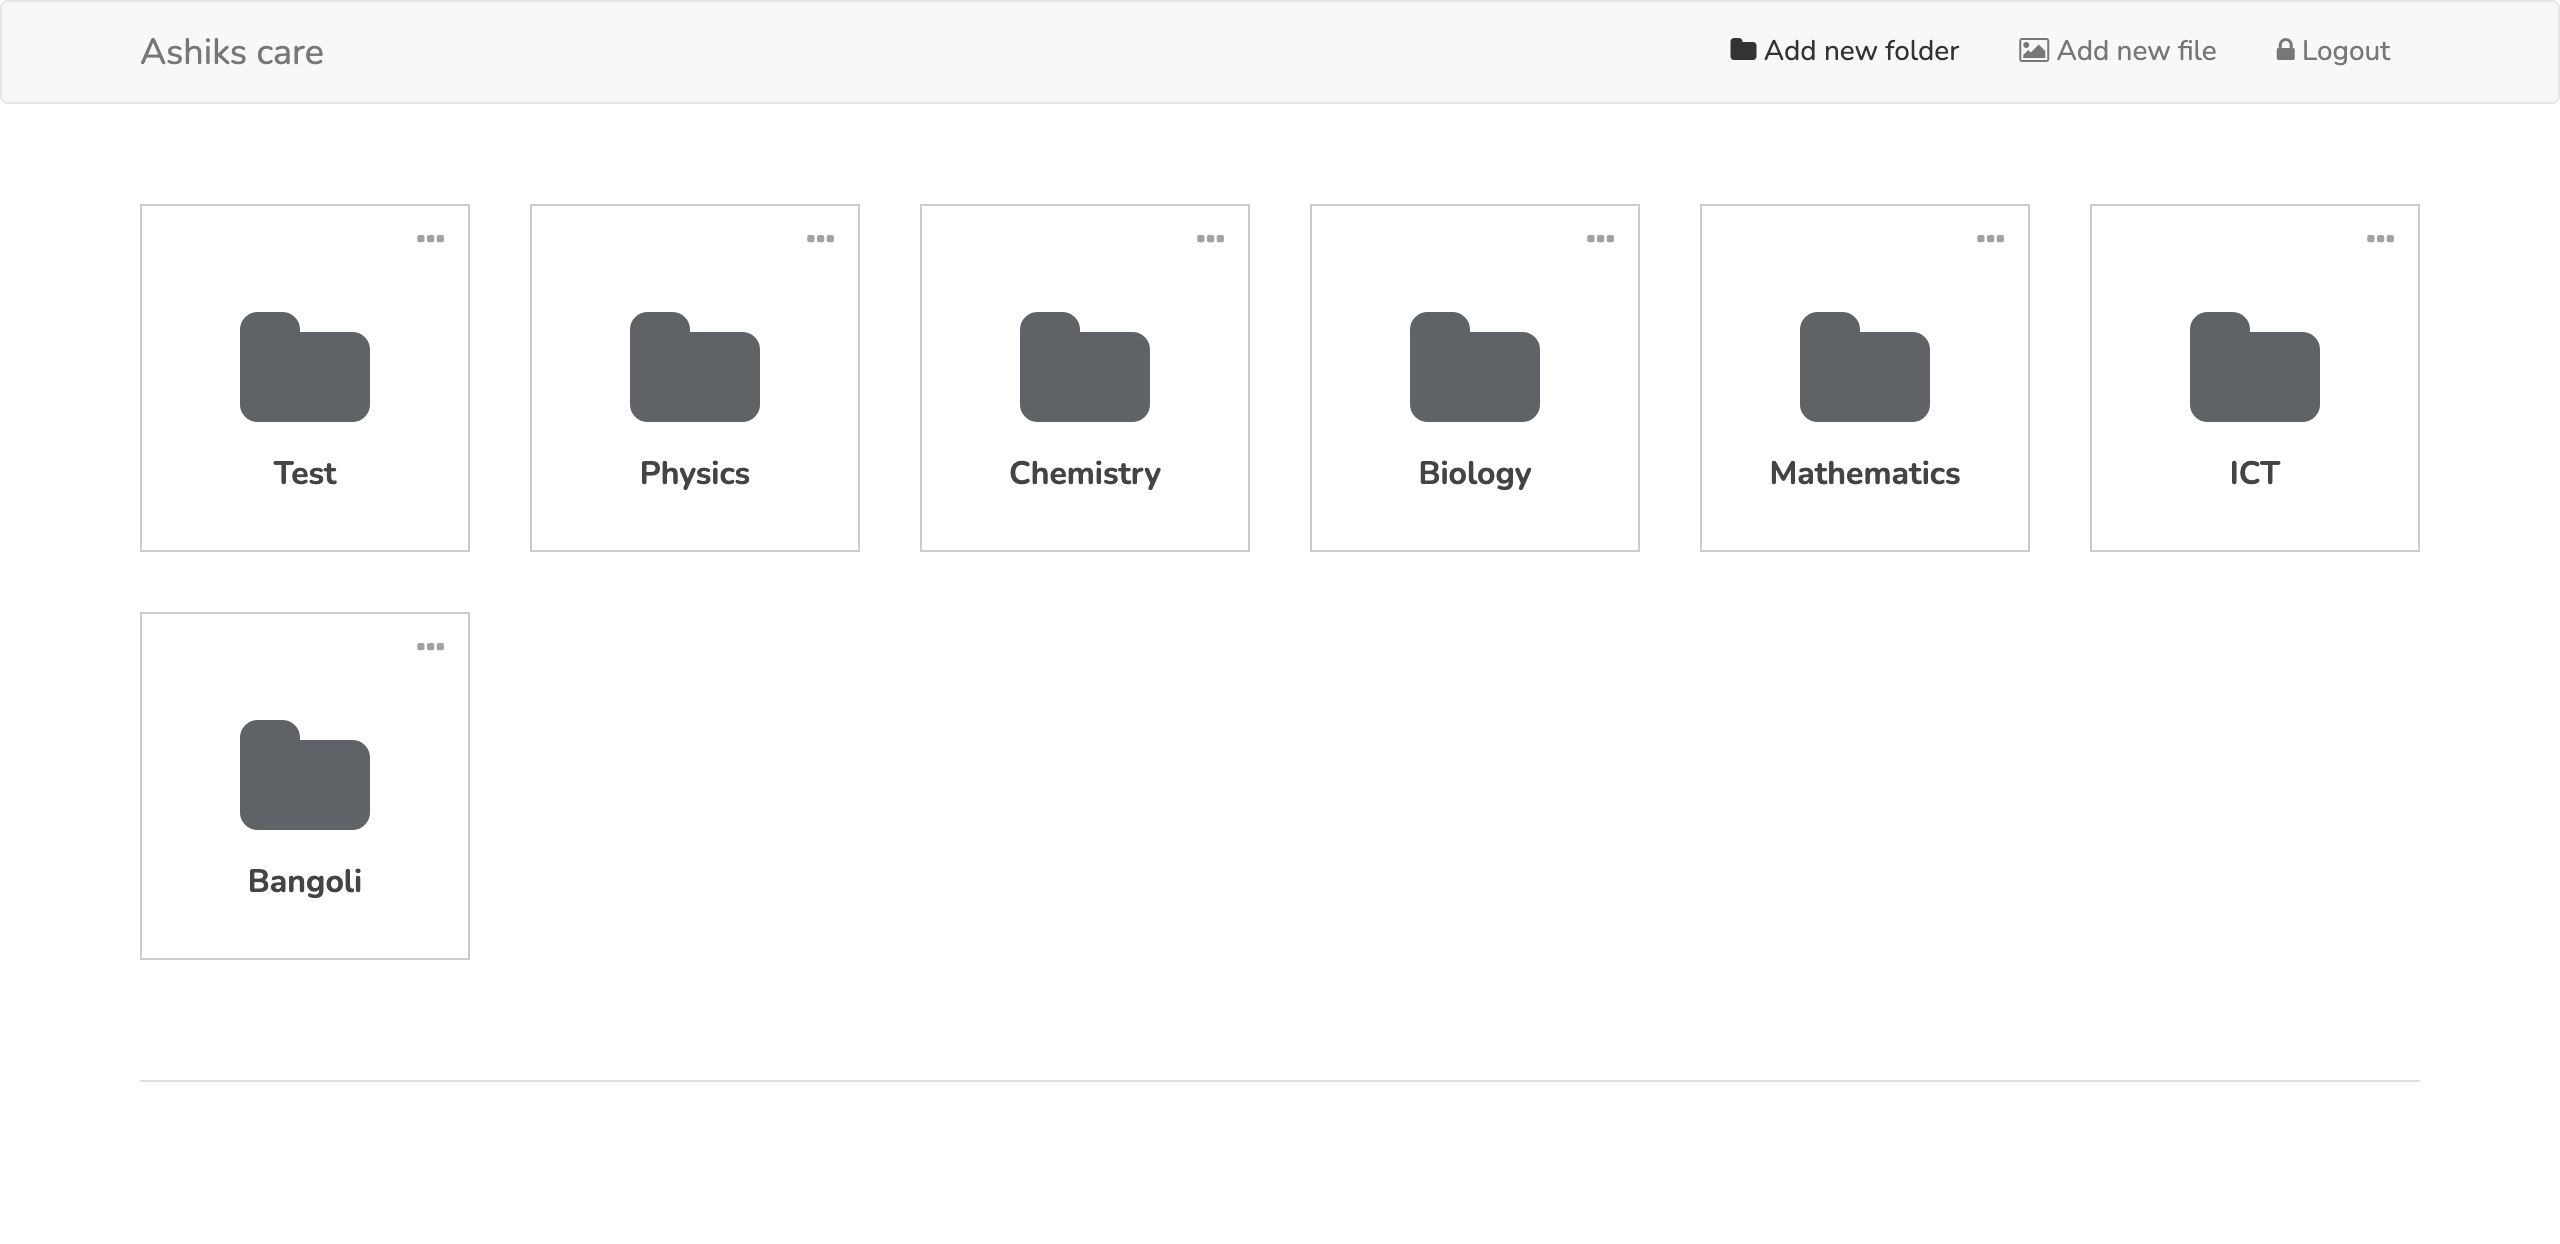 Ashiks care
Add new folder
Add new file
Logout
Test
Physics
Chemistry
Biology
Mathematics
ICT
Bangoli